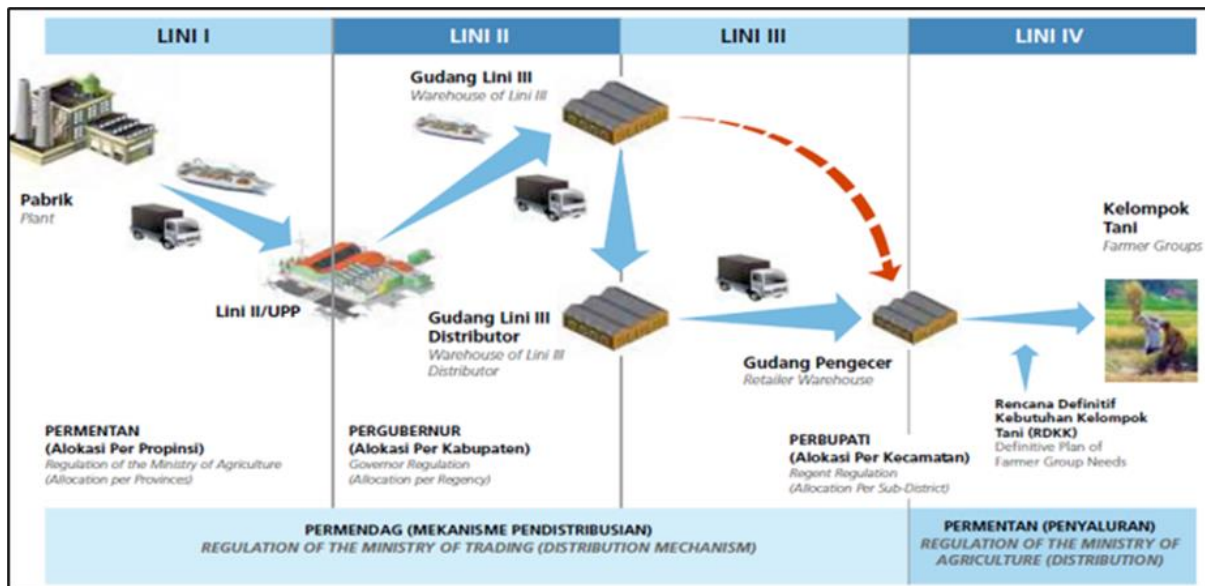 LINI I
LINI II
LINI III
LINI IV
Gudang Lini III
Warehouse of Lini III
Pabrik
Plant
Kelompok
Tani
Farmer Groups
Lini II/UPP
Gudang Lini III
Distributor
Warehouse of Lini III
Distributor
Gudang Pengecer
Retailer Warehouse
Rencana Definitif
Kebutuhan Kelompok
Tani (RDKK)
Definitive Plan of
Farmer Group Needs
PERMENTAN
(Alokasi Per Propinsi)
Regulation of the Ministry of Agriculture
(Allocation per Provinces)
PERGUBERNUR
(Alokasi Per Kabupaten)
Governor Regulation
(Allocation per Regency)
PERBUPATI
(Alokasi Per Kecamatan)
Regent Regulation
(Allocation Per Sub-District)
PERMENDAG (MEKANISME PENDISTRIBUSIAN)
REGULATION OF THE MINISTRY OF TRADING (DISTRIBUTION MECHANISM)
PERMENTAN (PENYALURAN)
REGULATION OF THE MINISTRY OF
AGRICULTURE (DISTRIBUTION)